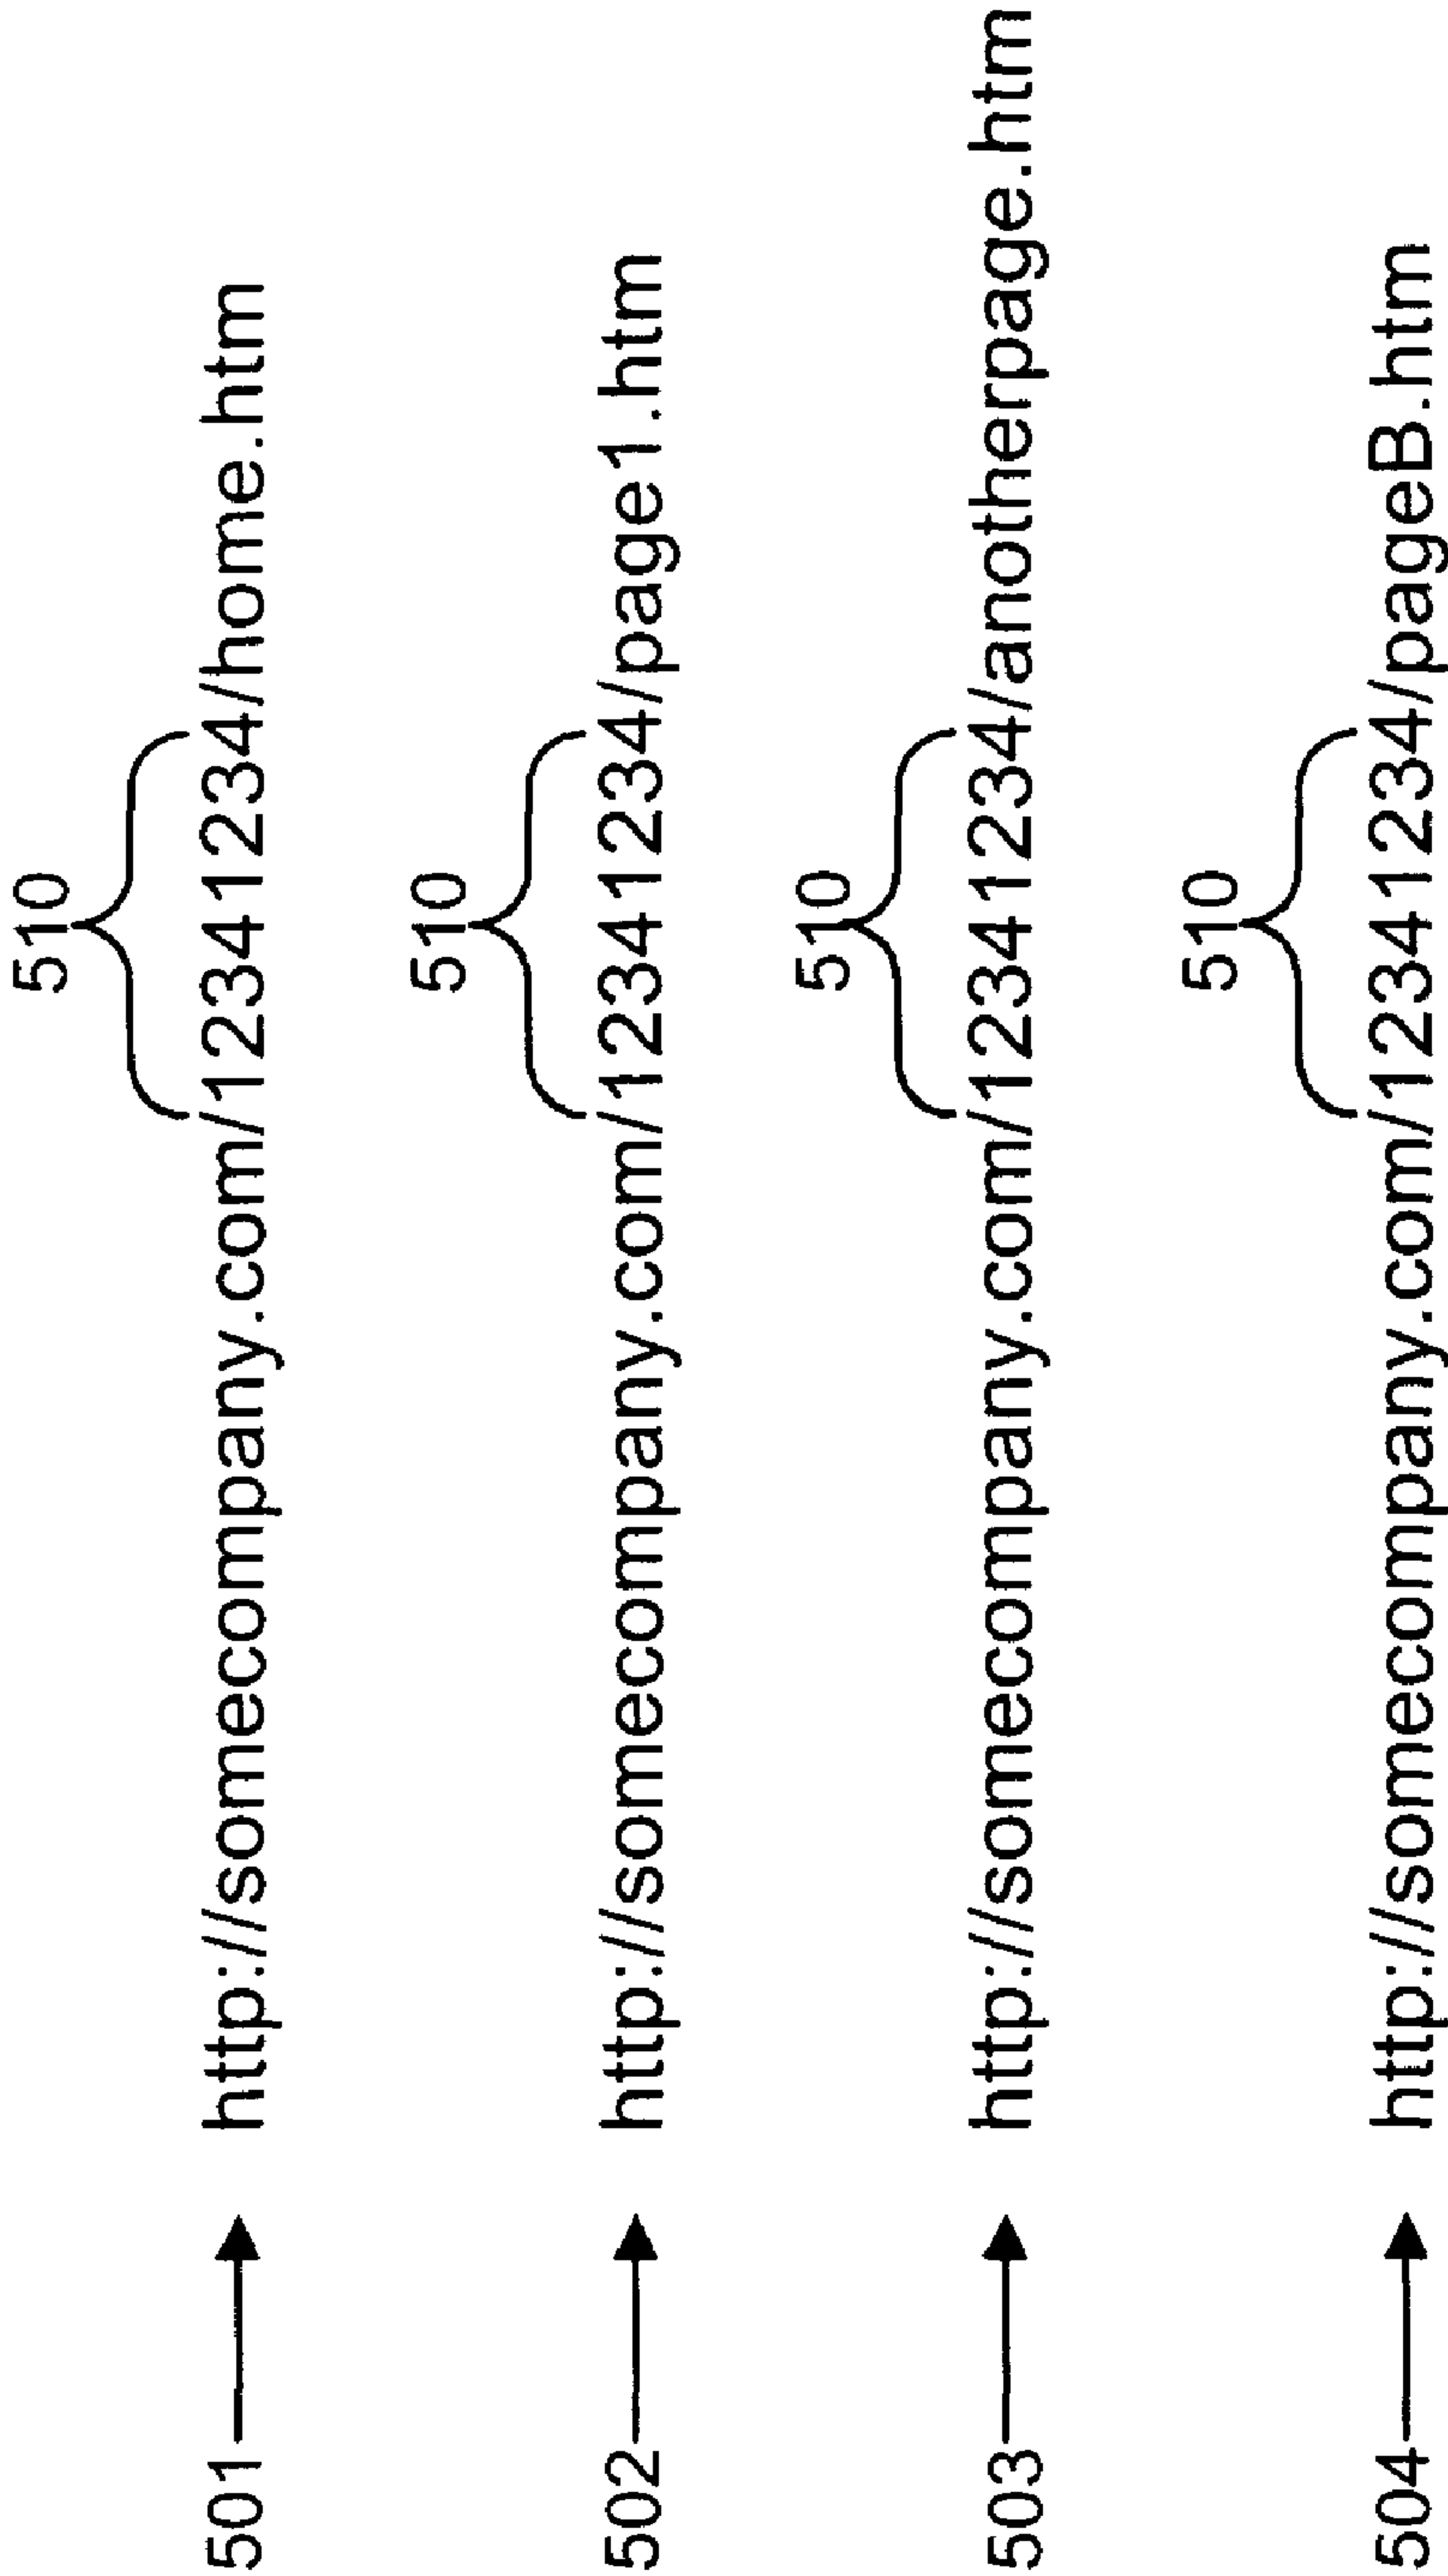 510
501 http://somecompany.com/12341234/home.htm
510
502 http://somecompany.com/12341234/page1.htm
510
503 http://somecompany.com/12341234/anotherpage.htm
510
504 http://somecompany.com/12341234/pageB.htm